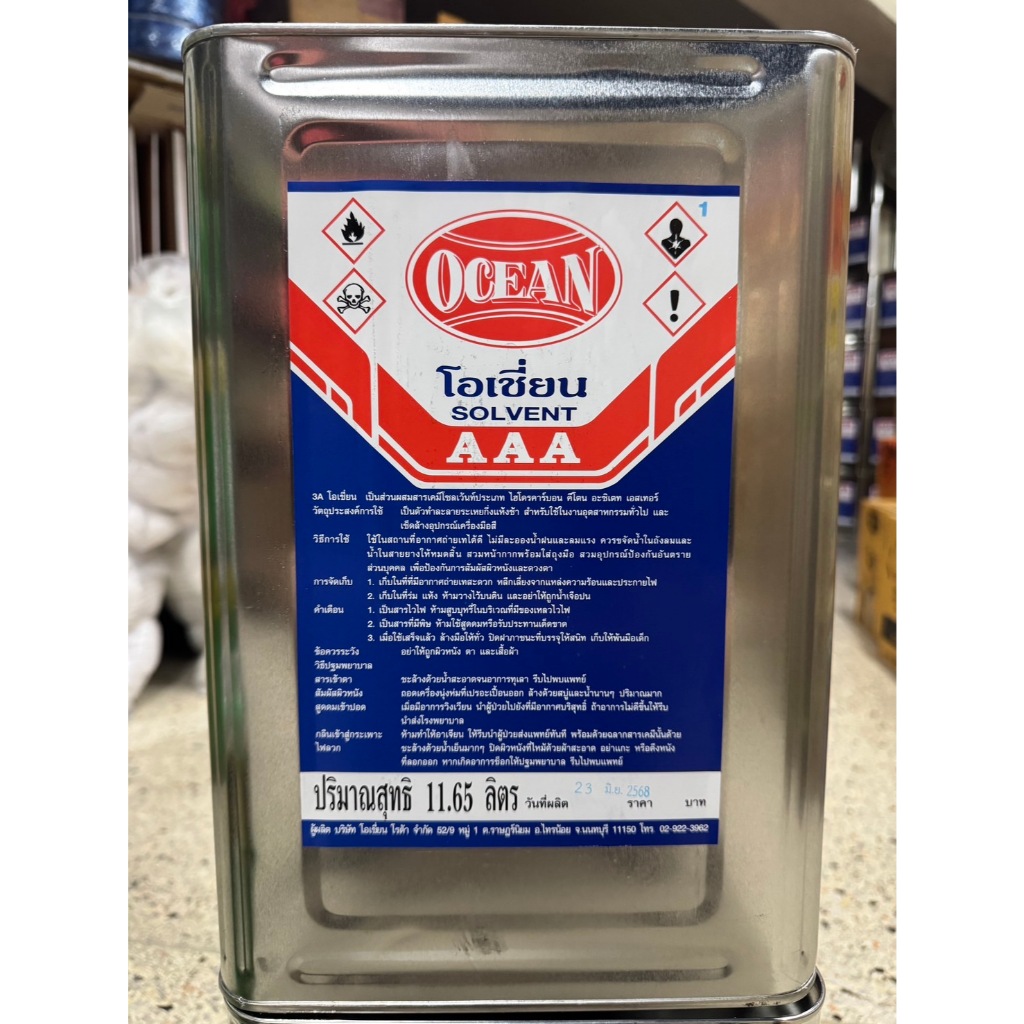 1
OCEAN
โอเชี่ยน
SOLVENT
AAA
3A โอเชี่ยน เป็นส่วนผสมสารเคมีโซลเว้นท์ประเภท ไฮโดรคาร์บอน คีโตน อะซิเตท เอสเทอร์
วัตถุประสงค์การใช้ เป็นตัวทำละลายระเหยกึ่งแห้งช้า สำหรับใช้ในงานอุตสาหกรรมทั่วไป และ
เช็ดล้างอุปกรณ์เครื่องมือสี
วิธีการใช้ ใช้ในสถานที่อากาศถ่ายเทได้ดี ไม่มีละอองน้ำฝนและลมแรง ควรขจัดน้ำในถังลมและ
น้ำในสายยางให้หมดสิ้น สวมหน้ากากพร้อมใส่ถุงมือ สวมอุปกรณ์ป้องกันอันตราย
ส่วนบุคคล เพื่อป้องกันการสัมผัสผิวหนังและดวงตา
การจัดเก็บ 1. เก็บในที่ที่มีอากาศถ่ายเทสะดวก หลีกเลี่ยงจากแหล่งความร้อนและประกายไฟ
2. เก็บในที่ร่ม แห้ง ห้ามวางไว้บนดิน และอย่าให้ถูกน้ำเจือปน
คำเตือน 1. เป็นสารไวไฟ ห้ามสูบบุหรี่ในบริเวณที่มีของเหลวไวไฟ
2. เป็นสารที่มีพิษ ห้ามใช้สูดดมหรือรับประทานเด็ดขาด
3. เมื่อใช้เสร็จแล้ว ล้างมือให้ทั่ว ปิดฝาภาชนะที่บรรจุให้สนิท เก็บให้พ้นมือเด็ก
ข้อควรระวัง อย่าให้ถูกผิวหนัง ตา และเสื้อผ้า
วิธีปฐมพยาบาล
สารเข้าตา ชะล้างด้วยน้ำสะอาดจนอาการทุเลา รีบไปพบแพทย์
สัมผัสผิวหนัง ถอดเครื่องนุ่งห่มที่เปรอะเปื้อนออก ล้างด้วยสบู่และน้ำนานๆ ปริมาณมาก
สูดดมเข้าปอด เมื่อมีอาการวิงเวียน นำผู้ป่วยไปยังที่มีอากาศบริสุทธิ์ ถ้าอาการไม่ดีขึ้นให้รีบ
นำส่งโรงพยาบาล
กลืนเข้าสู่กระเพาะ ห้ามทำให้อาเจียน ให้รีบนำผู้ป่วยส่งแพทย์ทันที พร้อมด้วยฉลากสารเคมีนั้นด้วย
ไฟลวก ชะล้างด้วยน้ำเย็นมากๆ ปิดผิวหนังที่ไหม้ด้วยผ้าสะอาด อย่าแกะ หรือดึงหนัง
ที่ลอกออก หากเกิดอาการช็อกให้ปฐมพยาบาล รีบไปพบแพทย์
ปริมาณสุทธิ 11.65 ลิตร วันที่ผลิต 23 มิ.ย. 2568 ราคา บาท
ผู้ผลิต บริษัท โอเชี่ยน โรต้า จำกัด 52/9 หมู่ 1 ต.ราษฎร์นิยม อ.ไทรน้อย จ.นนทบุรี 11150 โทร. 02-922-3962